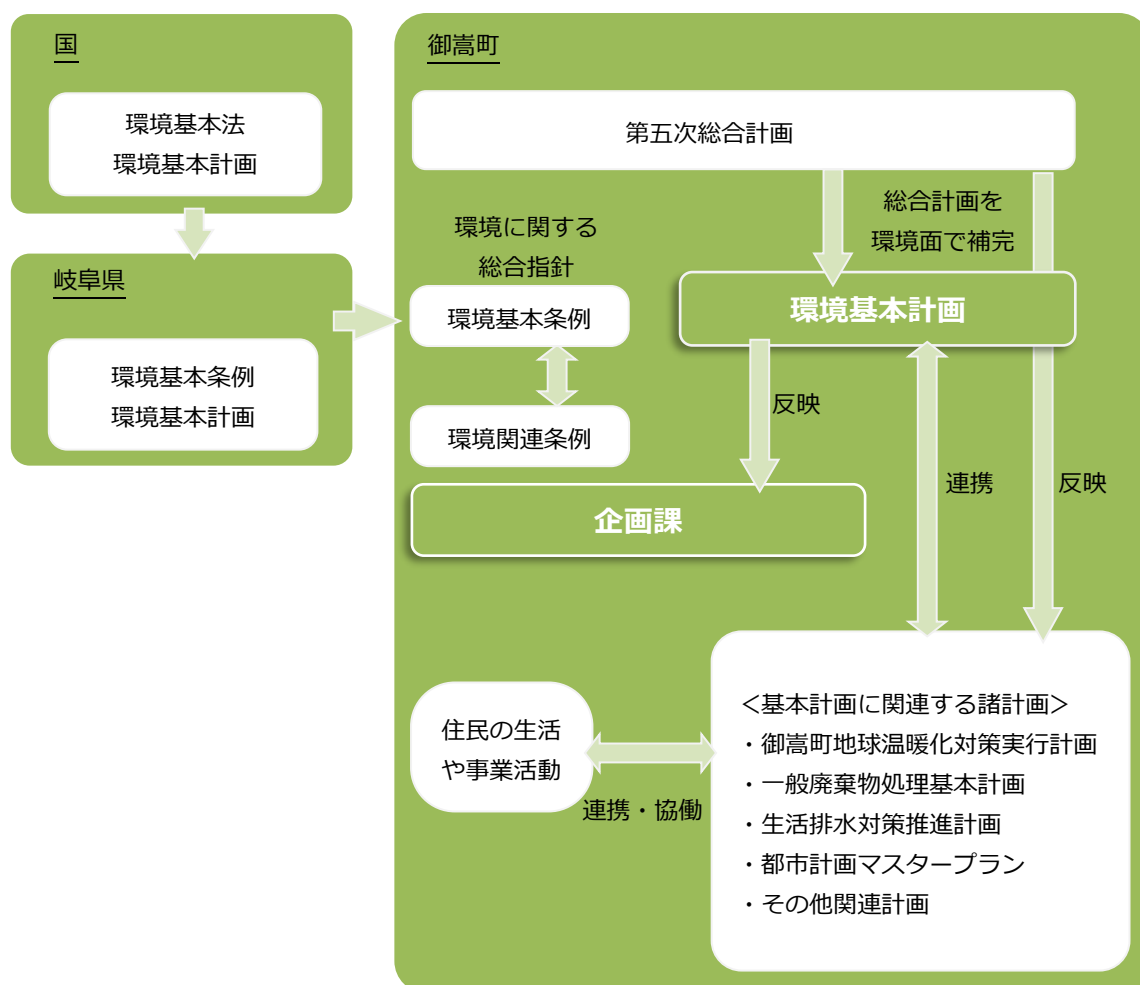 国
環境基本法
環境基本計画
岐阜県
環境基本条例
環境基本計画
御嵩町
第五次総合計画
総合計画を
環境面で補完
環境に関する
総合指針
環境基本条例
環境基本計画
環境関連条例
反映
企画課
連携
反映
住民の生活
や事業活動
連携・協働
<基本計画に関連する諸計画>
・御嵩町地球温暖化対策実行計画
・一般廃棄物処理基本計画
・生活排水対策推進計画
・都市計画マスタープラン
・その他関連計画